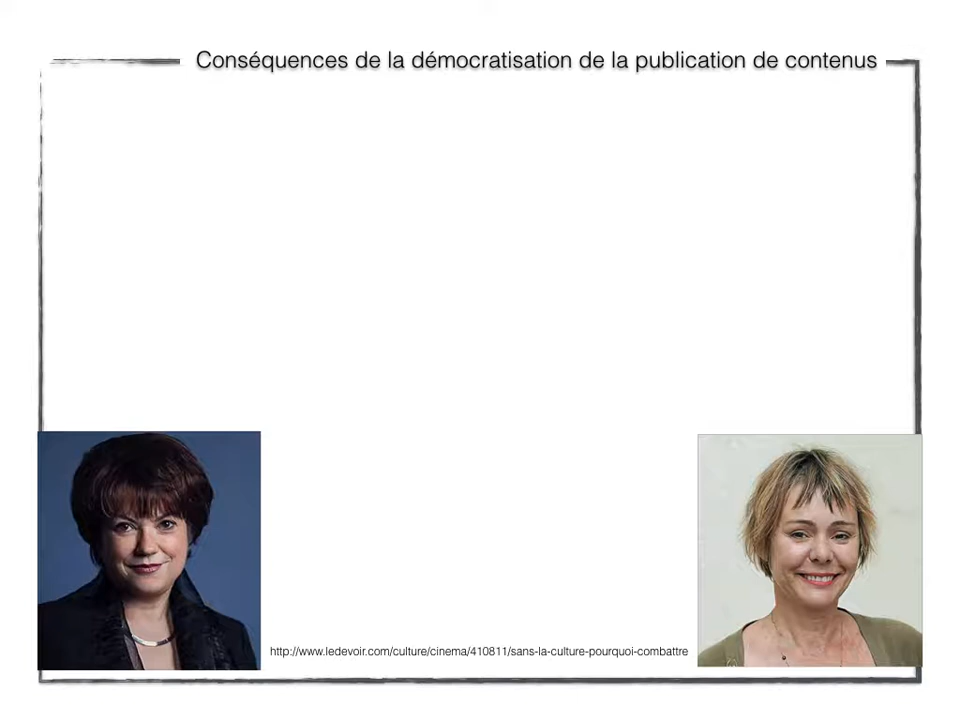 Conséquences de la démocratisation de la publication de contenus
http://www.ledevoir.com/culture/cinema/410811/sans-la-culture-pourquoi-combattre